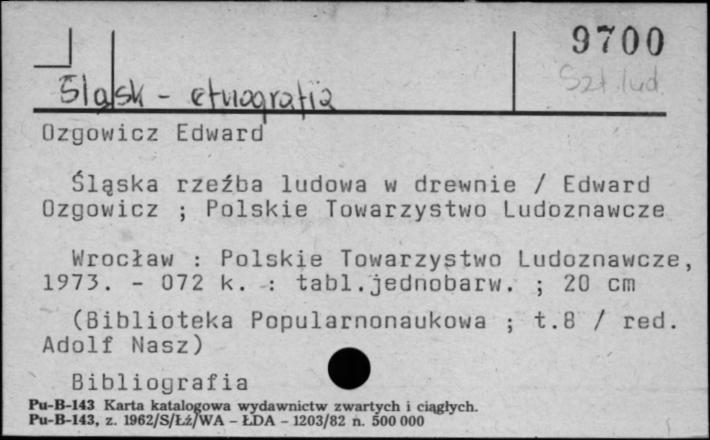 9700
Szt. lud.
Śląsk - etnografia
Ozgowicz Edward
Śląska rzeźba ludowa w drewnie / Edward
Ozgowicz ; Polskie Towarzystwo Ludoznawcze
Wrocław : Polskie Towarzystwo Ludoznawcze,
1973. - 072 k. - : tabl.jednobarw. ; 20 cm
(Biblioteka Popularnonaukowa ; t.8 / red.
Adolf Nasz)
Bibliografia
Pu-B-143 Karta katalogowa wydawnictw zwartych i ciągłych.
Pu-B-143, z. 1962/S/Łź/WA - ŁDA - 1203/82 n. 500 000